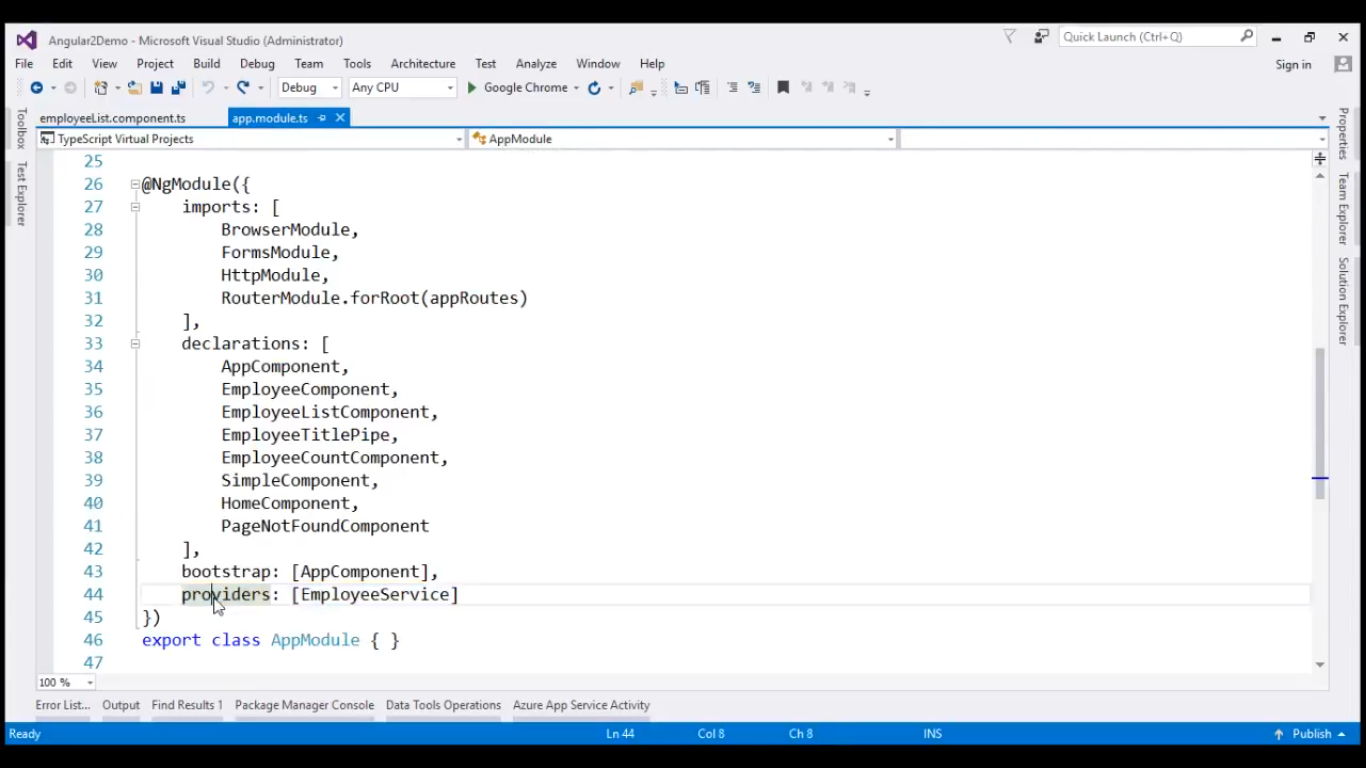 Angular2Demo - Microsoft Visual Studio (Administrator)
Quick Launch (Ctrl+Q)
File Edit View Project Build Debug Team Tools Architecture Test Analyze Window Help
Sign in
Debug Any CPU Google Chrome
employeeList.component.ts app.module.ts
TypeScript Virtual Projects AppModule
Toolbox
Test Explorer
Properties
Team Explorer
Solution Explorer
25
26 @NgModule({
27 imports: [
28 BrowserModule,
29 FormsModule,
30 HttpModule,
31 RouterModule.forRoot(appRoutes)
32 ],
33 declarations: [
34 AppComponent,
35 EmployeeComponent,
36 EmployeeListComponent,
37 EmployeeTitlePipe,
38 EmployeeCountComponent,
39 SimpleComponent,
40 HomeComponent,
41 PageNotFoundComponent
42 ],
43 bootstrap: [AppComponent],
44 providers: [EmployeeService]
45 })
46 export class AppModule { }
47
100 %
Error List... Output Find Results 1 Package Manager Console Data Tools Operations Azure App Service Activity
Ready Ln 44 Col 8 Ch 8 INS Publish